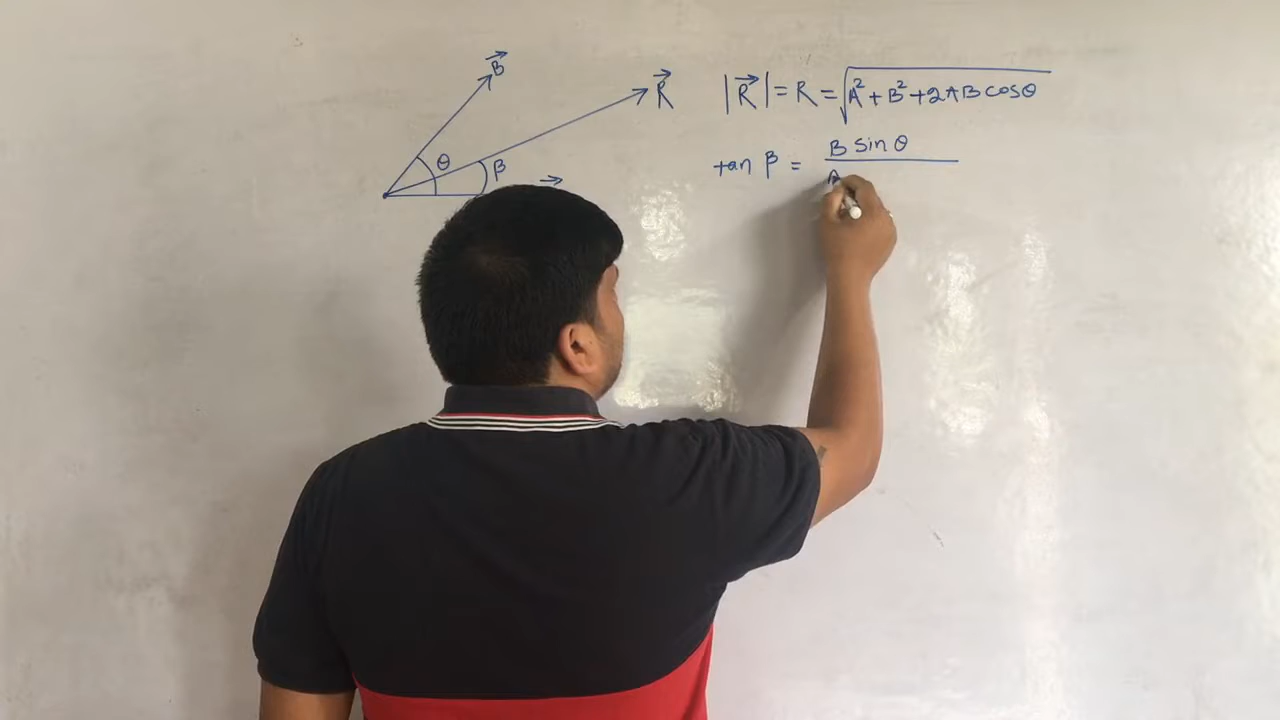 B⃗
R⃗
θ
β
|R⃗| = R = √(A² + B² + 2AB cosθ)
tan β = B sin θ
A